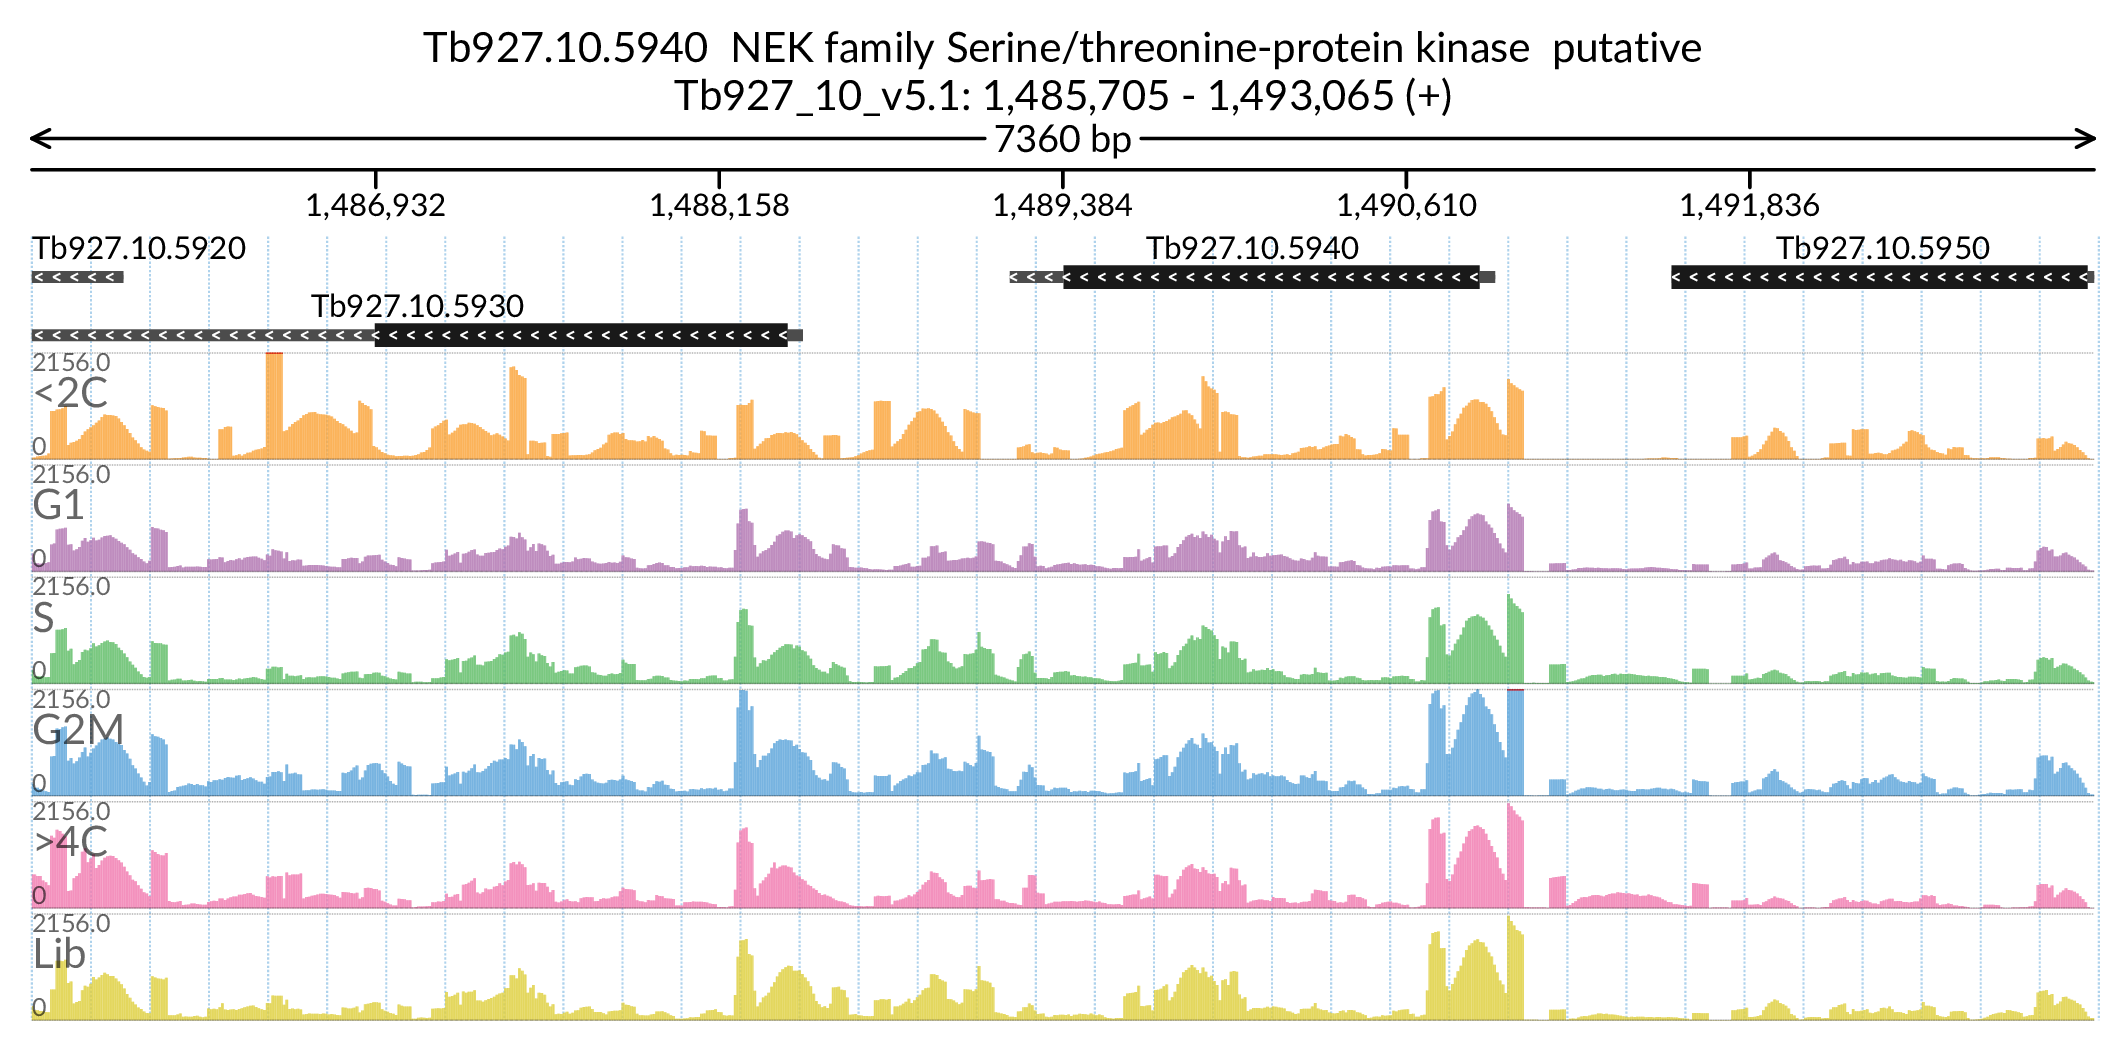 Tb927.10.5940  NEK family Serine/threonine-protein kinase  putative
Tb927_10_v5.1: 1,485,705 - 1,493,065 (+)
7360 bp
1,486,932 1,488,158 1,489,384 1,490,610 1,491,836
Tb927.10.5920 Tb927.10.5940 Tb927.10.5950
Tb927.10.5930
2156.0
<2C
0
2156.0
G1
0
2156.0
S
0
2156.0
G2M
0
2156.0
>4C
0
2156.0
Lib
0